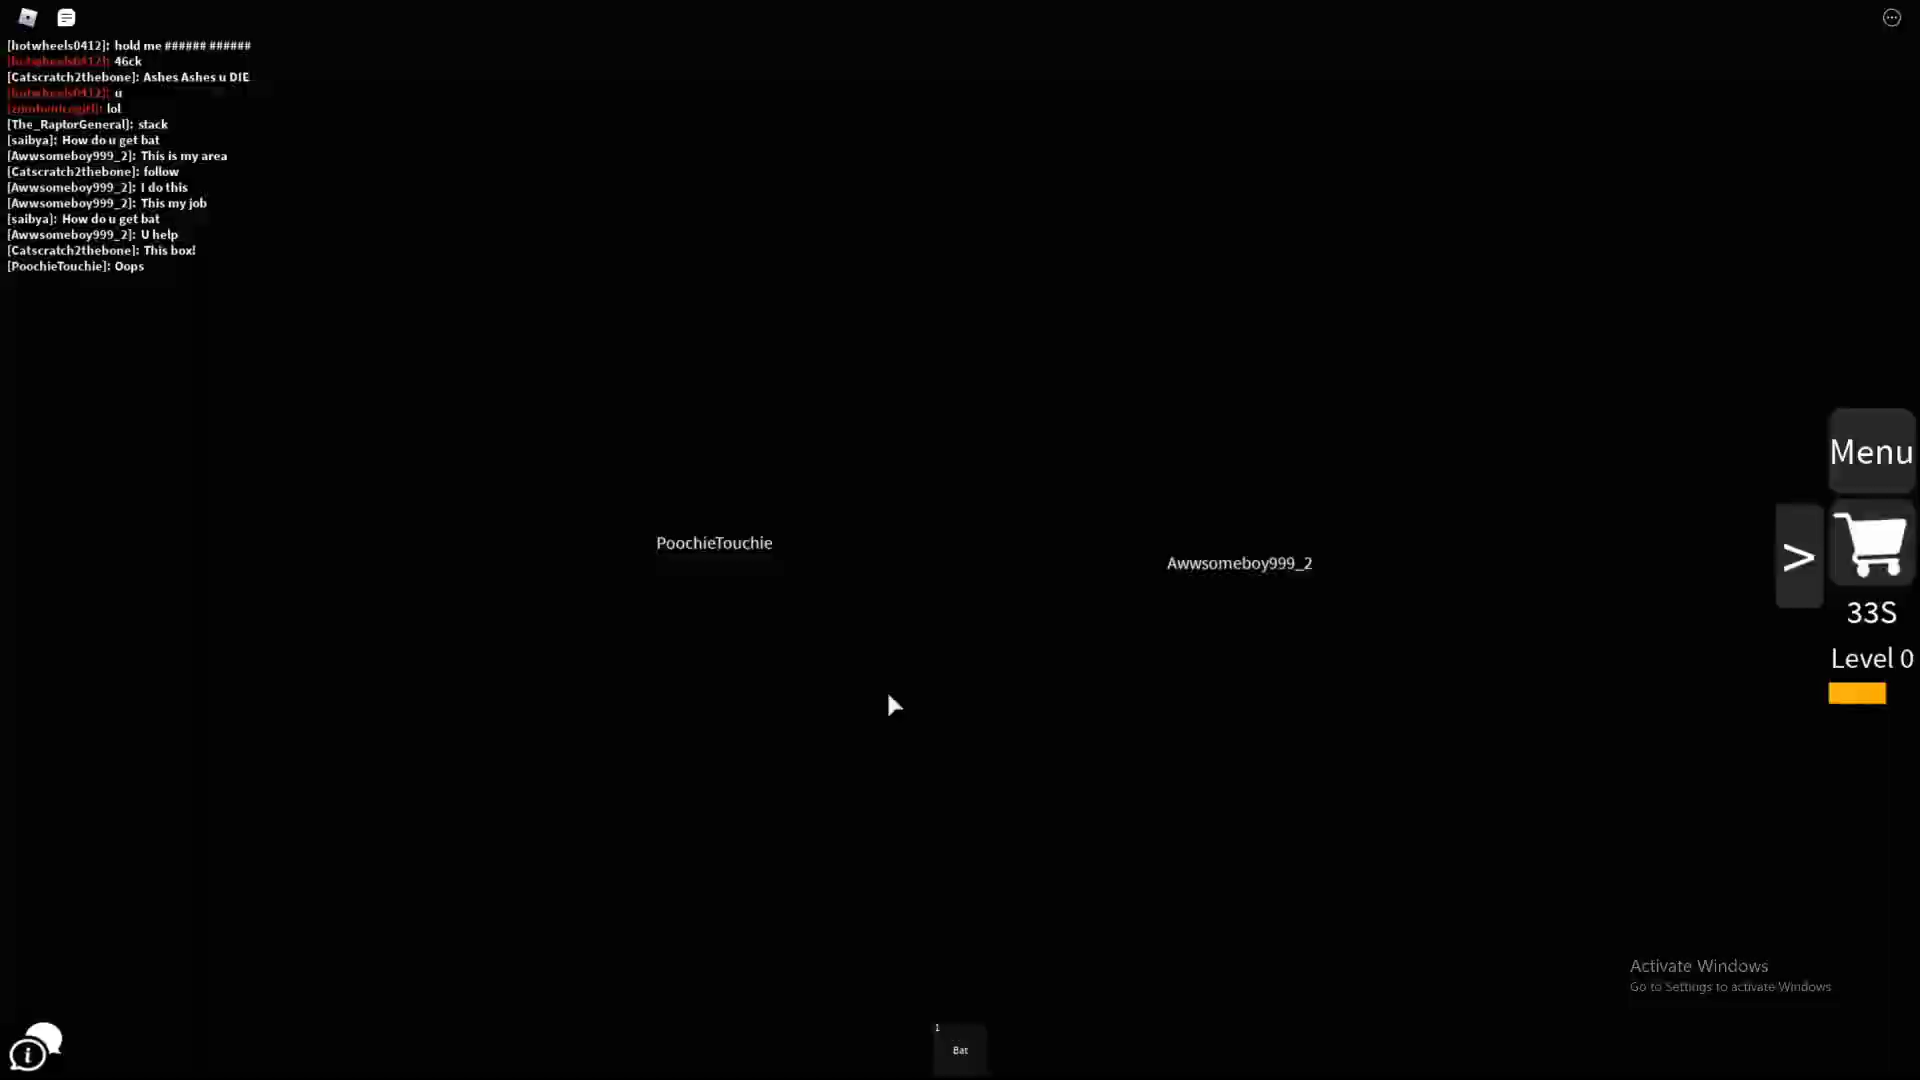 [hotwheels0412]: hold me ###### ######
[hotwheels0412]: 46ck
[Catscratch2thebone]: Ashes Ashes u DIE
[hotwheels0412]: u
lol
[The_RaptorGeneral]: stack
[saibya]: How do u get bat
[Awwsomeboy999_2]: This is my area
[Catscratch2thebone]: follow
[Awwsomeboy999_2]: I do this
[Awwsomeboy999_2]: This my job
[saibya]: How do u get bat
[Awwsomeboy999_2]: U help
[Catscratch2thebone]: This box!
[PoochieTouchie]: Oops
Menu
PoochieTouchie
Awwsomeboy999_2
>
33S
Level 0
Activate Windows
Go to Settings to activate Windows
1
Bat